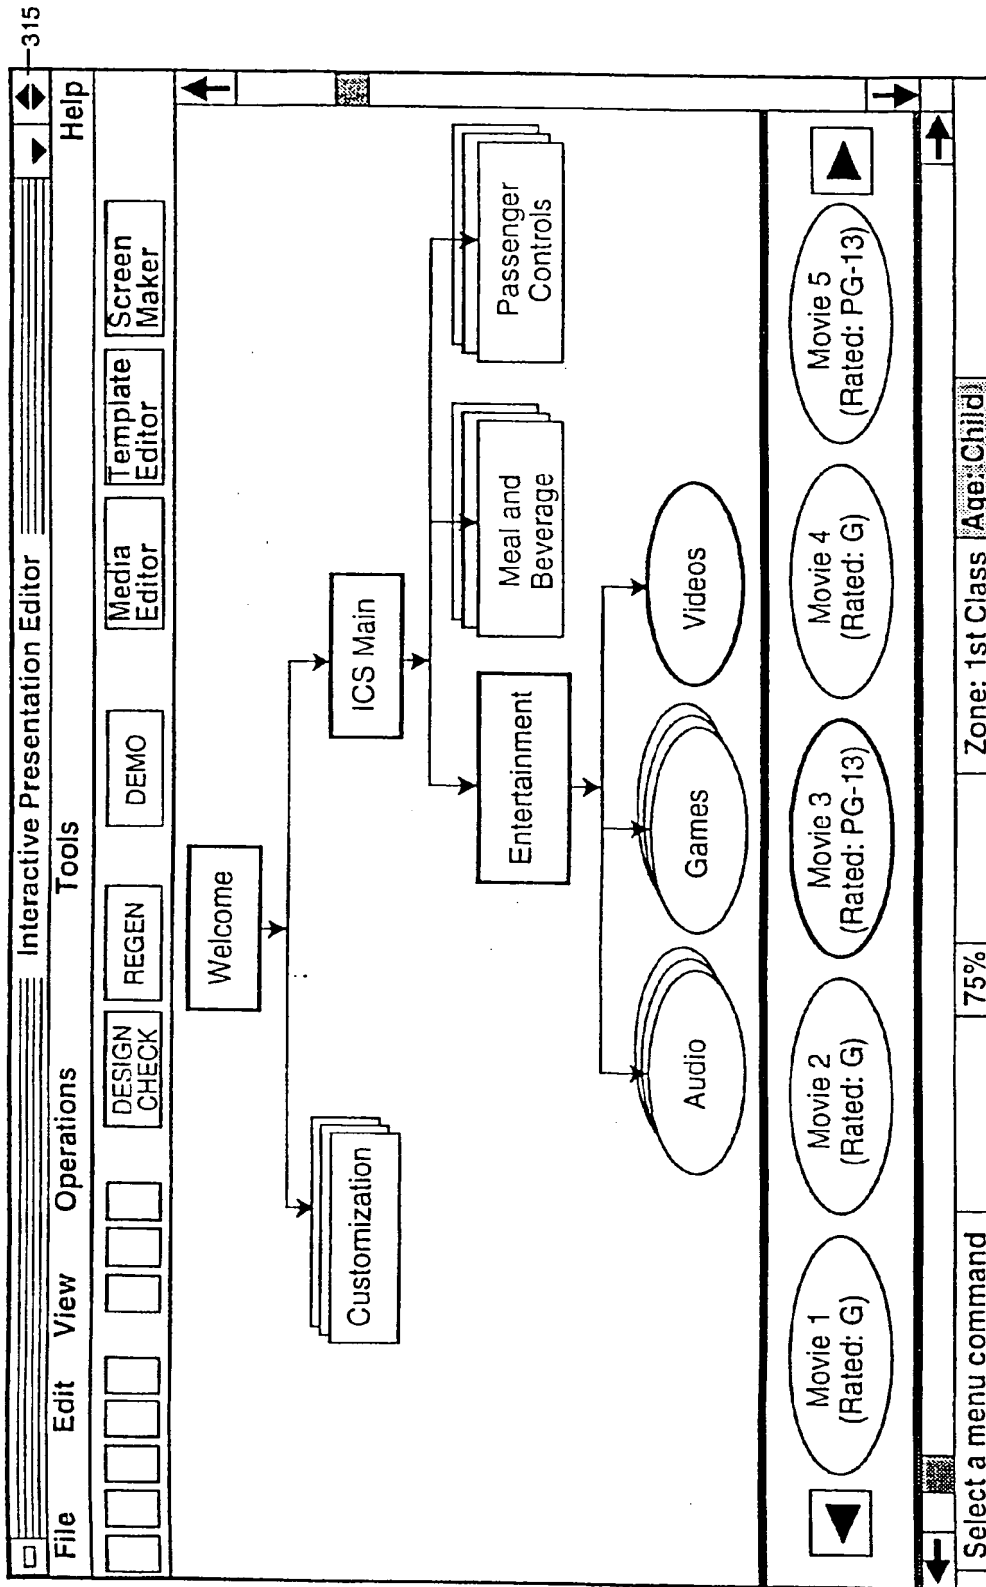 Interactive Presentation Editor
315
File Edit View Operations Tools Help
DESIGN
CHECK
REGEN
DEMO
Media
Editor
Template
Editor
Screen
Maker
Welcome
Customization
ICS Main
Entertainment
Meal and
Beverage
Passenger
Controls
Audio
Games
Videos
Movie 1
(Rated: G)
Movie 2
(Rated: G)
Movie 3
(Rated: PG-13)
Movie 4
(Rated: G)
Movie 5
(Rated: PG-13)
Select a menu command
75%
Zone: 1st Class
Age: Child